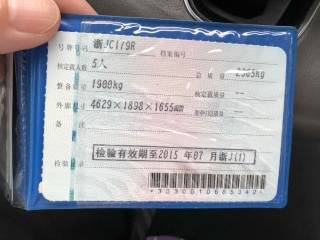 号牌号码 浙JC179R 档案编号
核定载人数 5人 总质量 2365kg
整备质量 1900kg 核定载质量 --
外廓尺寸 4629×1898×1655mm 准牵引总质量 --
备注
检验有效期至2015年07月浙J(1)
检验记录
*3030010685342*